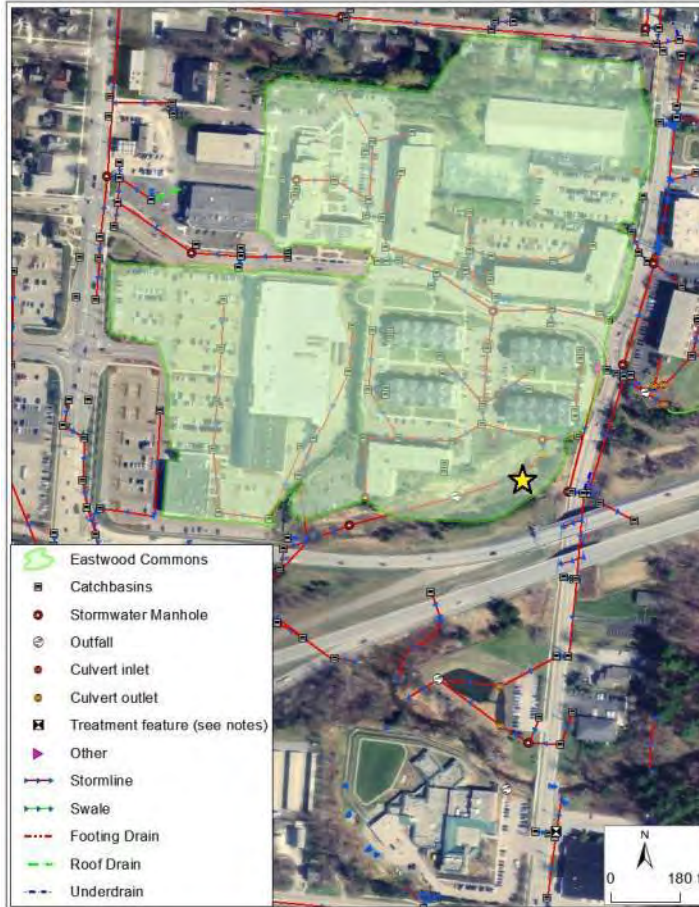 Eastwood Commons
Catchbasins
Stormwater Manhole
Outfall
Culvert inlet
Culvert outlet
Treatment feature (see notes)
Other
Stormline
Swale
Footing Drain
Roof Drain
Underdrain
N
0 180